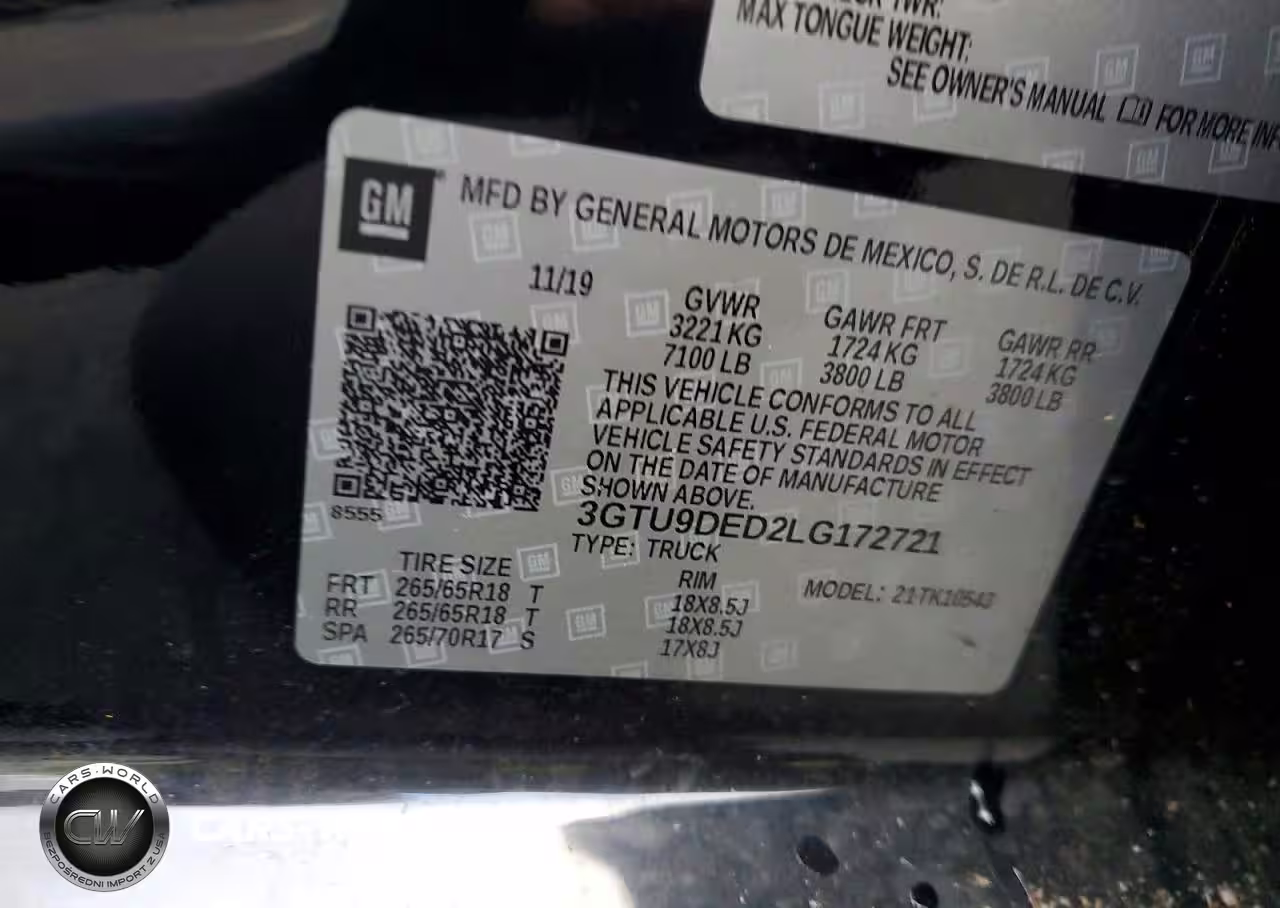 MAX TONGUE WEIGHT:
SEE OWNER'S MANUAL FOR MORE
GM
MFD BY GENERAL MOTORS DE MEXICO, S. DE R.L. DE C.V.
11/19
GVWR GAWR FRT GAWR RR
3221 KG 1724 KG 1724 KG
7100 LB 3800 LB 3800 LB
THIS VEHICLE CONFORMS TO ALL
APPLICABLE U.S. FEDERAL MOTOR
VEHICLE SAFETY STANDARDS IN EFFECT
ON THE DATE OF MANUFACTURE
SHOWN ABOVE.
8555
3GTU9DED2LG172721
TYPE: TRUCK
TIRE SIZE RIM MODEL: 21TK10543
FRT 265/65R18 T 18X8.5J
RR 265/65R18 T 18X8.5J
SPA 265/70R17 S 17X8J
CARS-WORLD
CW
BEZPOŚREDNI IMPORT Z USA